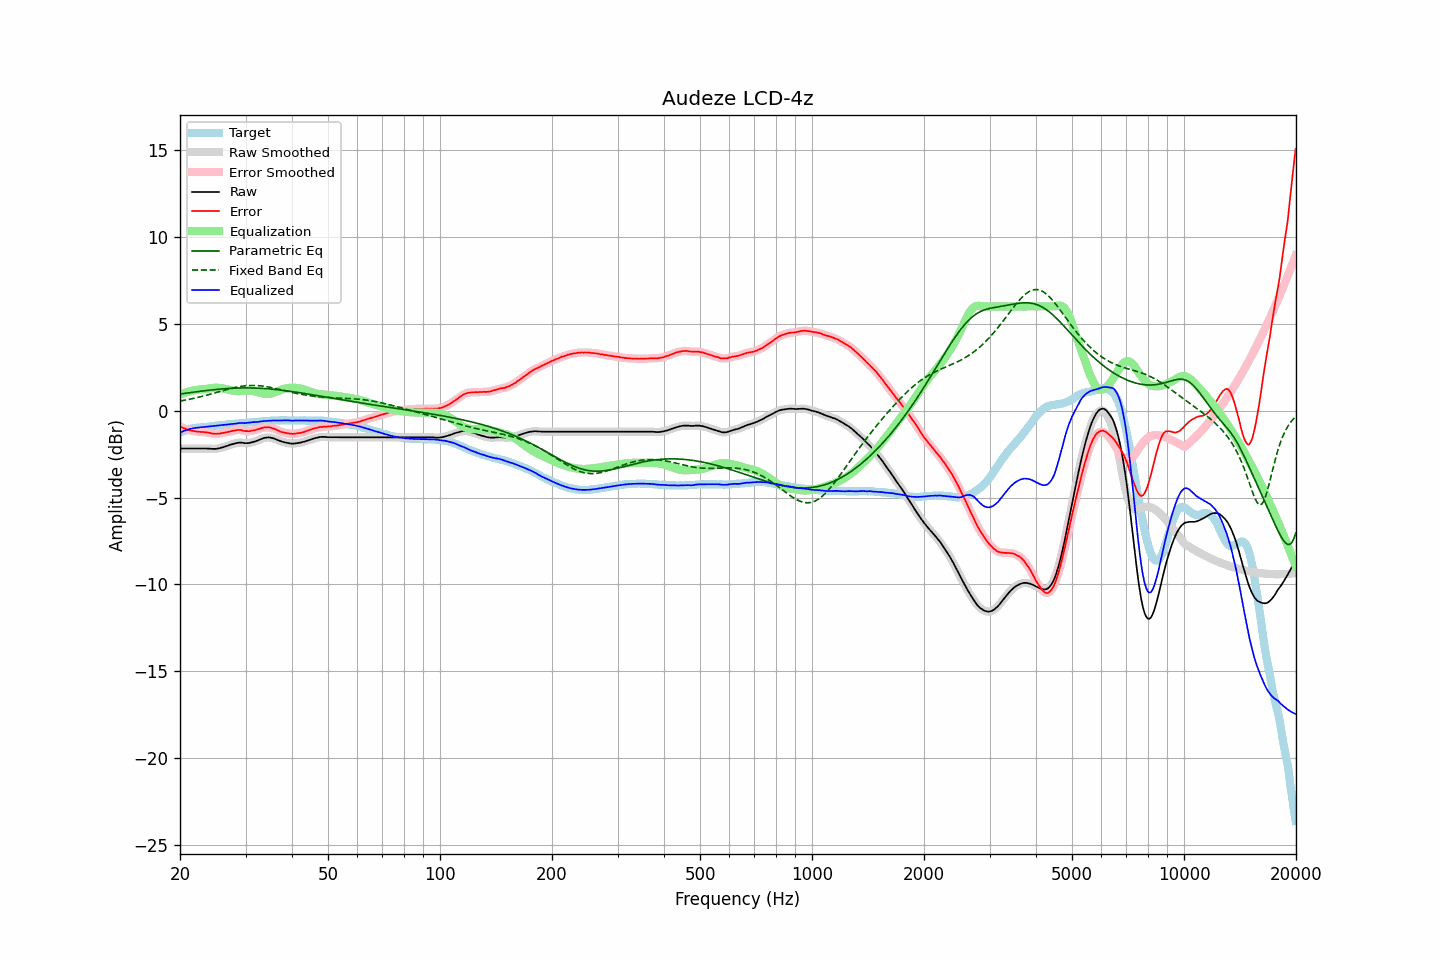 Audeze LCD-4z
Target
Raw Smoothed
Error Smoothed
Raw
Error
Equalization
Parametric Eq
Fixed Band Eq
Equalized
15
10
5
0
−5
−10
−15
−20
−25
Amplitude (dBr)
20 50 100 200 500 1000 2000 5000 10000 20000
Frequency (Hz)